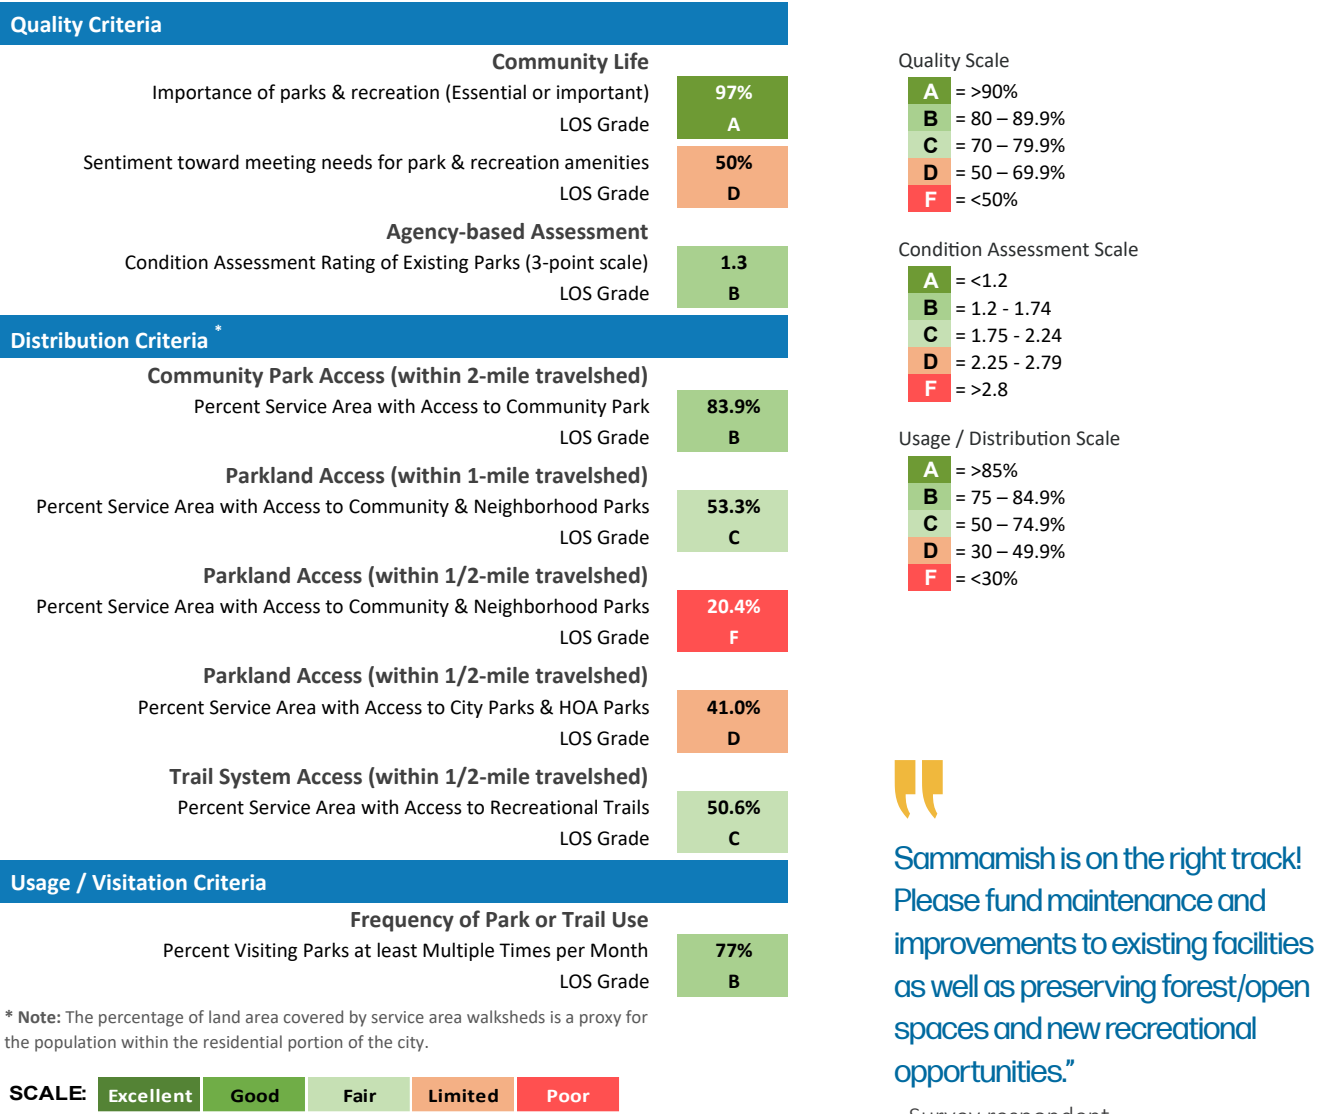 Quality Criteria
Community Life
Importance of parks & recreation (Essential or important) 97%
LOS Grade A
Sentiment toward meeting needs for park & recreation amenities 50%
LOS Grade D
Agency-based Assessment
Condition Assessment Rating of Existing Parks (3-point scale) 1.3
LOS Grade B
Distribution Criteria *
Community Park Access (within 2-mile travelshed)
Percent Service Area with Access to Community Park 83.9%
LOS Grade B
Parkland Access (within 1-mile travelshed)
Percent Service Area with Access to Community & Neighborhood Parks 53.3%
LOS Grade C
Parkland Access (within 1/2-mile travelshed)
Percent Service Area with Access to Community & Neighborhood Parks 20.4%
LOS Grade F
Parkland Access (within 1/2-mile travelshed)
Percent Service Area with Access to City Parks & HOA Parks 41.0%
LOS Grade D
Trail System Access (within 1/2-mile travelshed)
Percent Service Area with Access to Recreational Trails 50.6%
LOS Grade C
Usage / Visitation Criteria
Frequency of Park or Trail Use
Percent Visiting Parks at least Multiple Times per Month 77%
LOS Grade B
* Note: The percentage of land area covered by service area walksheds is a proxy for
the population within the residential portion of the city.
SCALE: Excellent Good Fair Limited Poor
Quality Scale
A = >90%
B = 80 – 89.9%
C = 70 – 79.9%
D = 50 – 69.9%
F = <50%
Condition Assessment Scale
A = <1.2
B = 1.2 - 1.74
C = 1.75 - 2.24
D = 2.25 - 2.79
F = >2.8
Usage / Distribution Scale
A = >85%
B = 75 – 84.9%
C = 50 – 74.9%
D = 30 – 49.9%
F = <30%
"
Sammamish is on the right track!
Please fund maintenance and
improvements to existing facilities
as well as preserving forest/open
spaces and new recreational
opportunities."
- Survey respondent